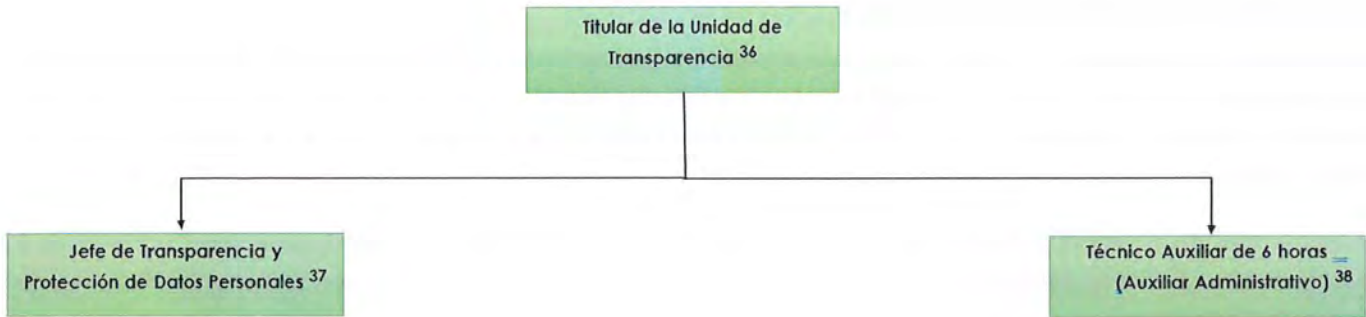 Titular de la Unidad de
Transparencia 36
Jefe de Transparencia y
Protección de Datos Personales 37
Técnico Auxiliar de 6 horas
(Auxiliar Administrativo) 38